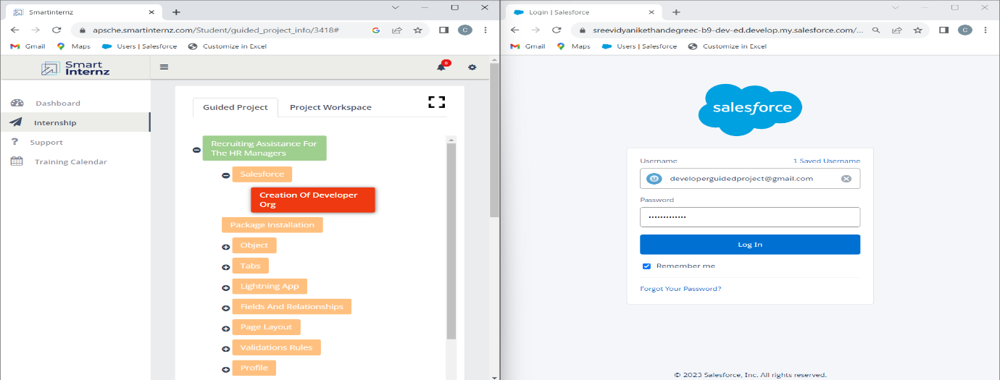 Smartinternz
apsche.smartinternz.com/Student/guided_project_info/3418#
G
C
Gmail
Maps
Users | Salesforce
Customize in Excel
Smart
Internz
0
Dashboard
Internship
Support
Training Calendar
Guided Project
Project Workspace
Recruiting Assistance For
The HR Managers
Salesforce
Creation Of Developer
Org
Package Installation
Object
Tabs
Lightning App
Fields And Relationships
Page Layout
Validations Rules
Profile
Login | Salesforce
sreevidyanikethandegreec-b9-dev-ed.develop.my.salesforce.com/...
C
Gmail
Maps
Users | Salesforce
Customize in Excel
salesforce
Username
1 Saved Username
developerguidedproject@gmail.com
Password
Log In
Remember me
Forgot Your Password?
© 2023 Salesforce, Inc. All rights reserved.